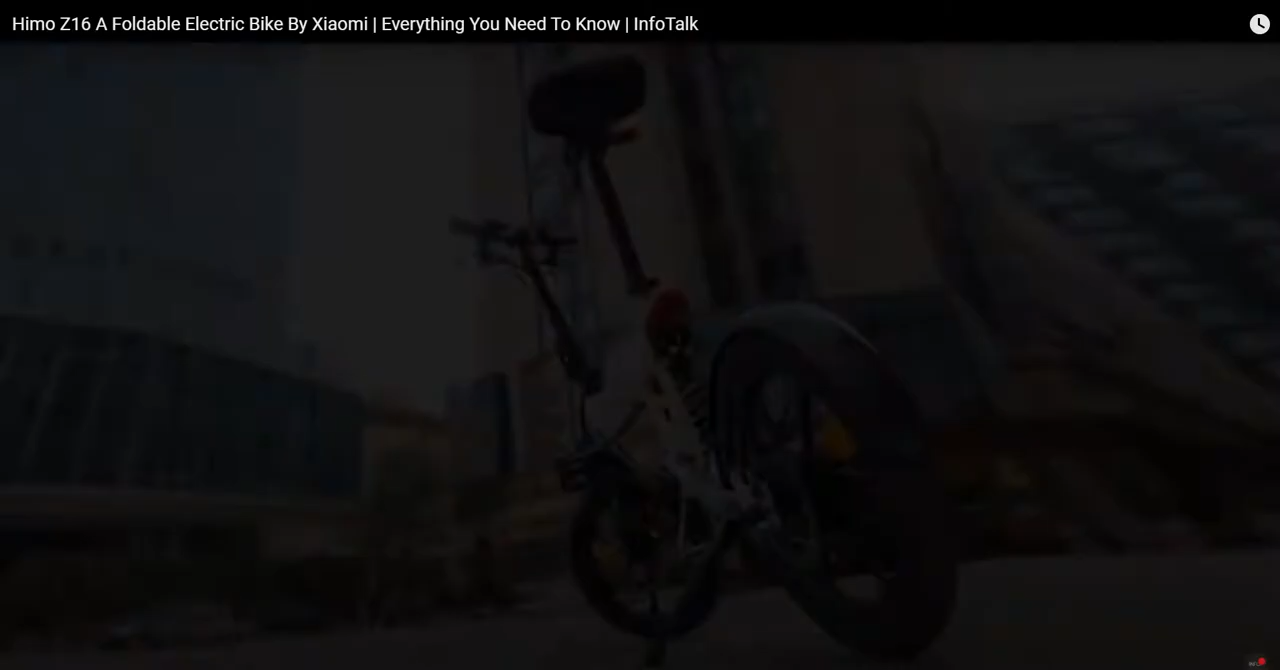 Himo Z16 A Foldable Electric Bike By Xiaomi | Everything You Need To Know | InfoTalk